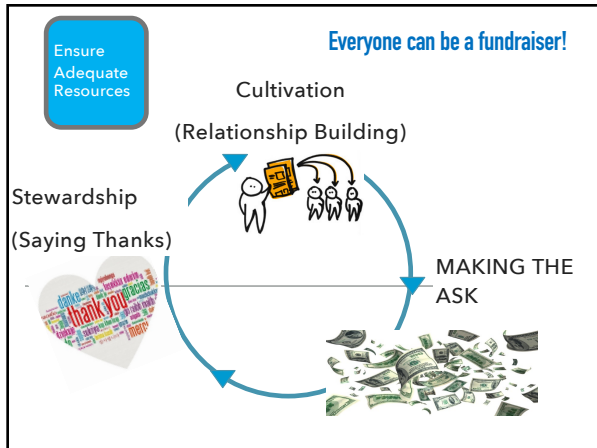 Ensure
Adequate
Resources
Everyone can be a fundraiser!
Cultivation
(Relationship Building)
Stewardship
(Saying Thanks)
danke
gracias
thank you
merci
MAKING THE
ASK